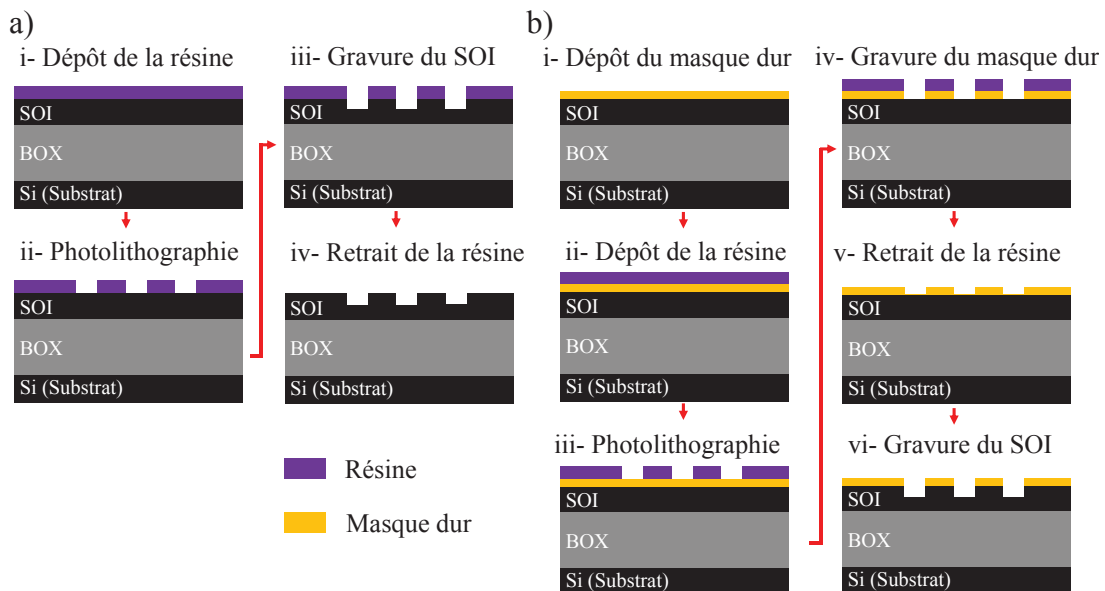 a)
i- Dépôt de la résine
SOI
BOX
Si (Substrat)
ii- Photolithographie
SOI
BOX
Si (Substrat)
iii- Gravure du SOI
SOI
BOX
Si (Substrat)
iv- Retrait de la résine
SOI
BOX
Si (Substrat)
Résine
Masque dur
b)
i- Dépôt du masque dur
SOI
BOX
Si (Substrat)
ii- Dépôt de la résine
SOI
BOX
Si (Substrat)
iii- Photolithographie
SOI
BOX
Si (Substrat)
iv- Gravure du masque dur
SOI
BOX
Si (Substrat)
v- Retrait de la résine
SOI
BOX
Si (Substrat)
vi- Gravure du SOI
SOI
BOX
Si (Substrat)